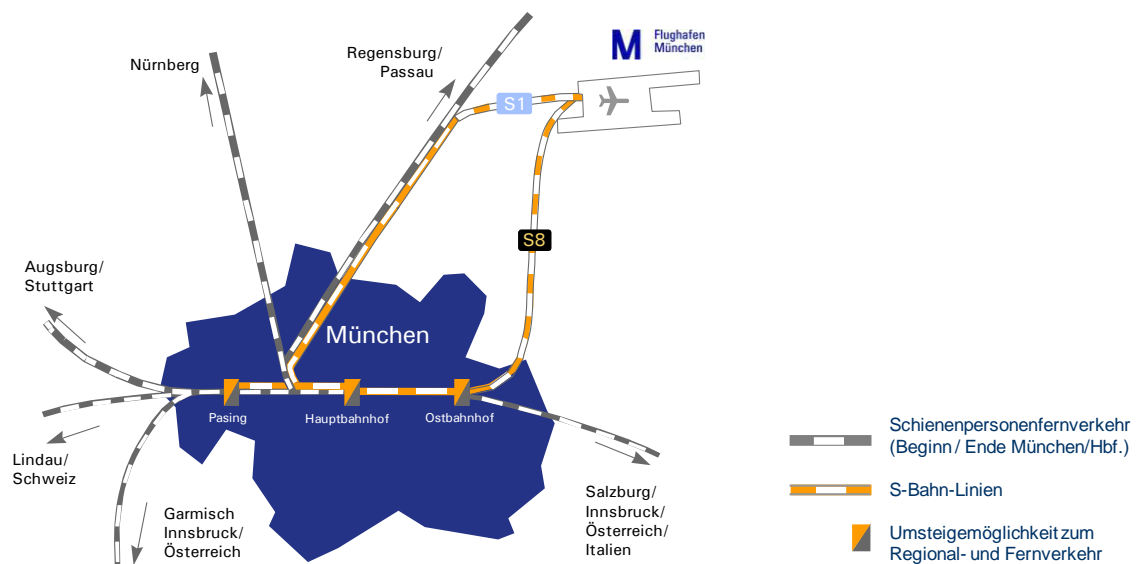 M
Flughafen
München
Nürnberg
Regensburg/
Passau
S1
S8
Augsburg/
Stuttgart
München
Pasing
Hauptbahnhof
Ostbahnhof
Lindau/
Schweiz
Garmisch
Innsbruck/
Österreich
Salzburg/
Innsbruck/
Österreich/
Italien
Schienenpersonenfernverkehr
(Beginn / Ende München/Hbf.)
S-Bahn-Linien
Umsteigemöglichkeit zum
Regional- und Fernverkehr